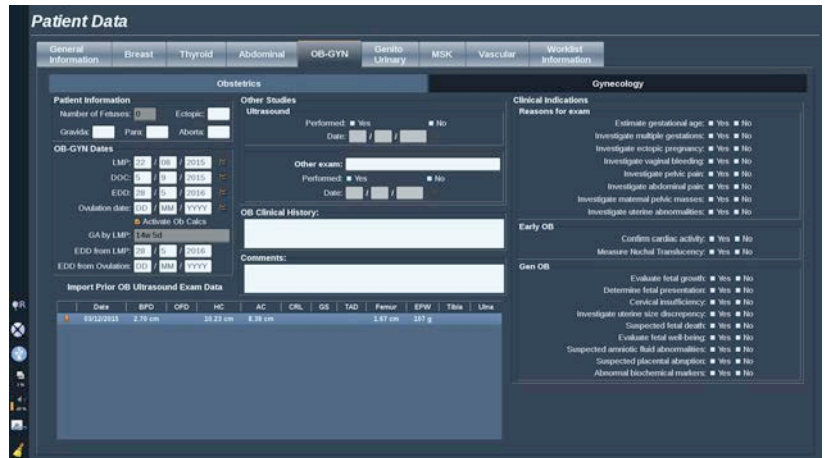 Patient Data
General Information Breast Thyroid Abdominal OB-GYN Genito Urinary MSK Vascular Worklist Information
Obstetrics Gynecology
Patient Information
Number of Fetuses: 0 Ectopic:
Gravida: Para: Aborta:
OB-GYN Dates
LMP: 22 / 08 / 2015
DOC: 5 / 9 / 2015
EDD: 28 / 5 / 2016
Ovulation date: DD / MM / YYYY
Activate Ob Calcs
GA by LMP: 14w 5d
EDD from LMP: 28 / 5 / 2016
EDD from Ovulation: DD / MM / YYYY
Import Prior OB Ultrasound Exam Data
Other Studies
Ultrasound
Performed: Yes No
Date: / /
Other exam:
Performed: Yes No
Date: / /
OB Clinical History:
Comments:
Date BPD OFD HC AC CRL GS TAD Femur EFW Tibia Ulna
03/12/2015 2.70 cm 10.23 cm 8.39 cm 1.67 cm 107 g
Clinical Indications
Reasons for exam
Estimate gestational age: Yes No
Investigate multiple gestations: Yes No
Investigate ectopic pregnancy: Yes No
Investigate vaginal bleeding: Yes No
Investigate pelvic pain: Yes No
Investigate abdominal pain: Yes No
Investigate maternal pelvic masses: Yes No
Investigate uterine abnormalities: Yes No
Early OB
Confirm cardiac activity: Yes No
Measure Nuchal Translucency: Yes No
Gen OB
Evaluate fetal growth: Yes No
Determine fetal presentation: Yes No
Cervical insufficiency: Yes No
Investigate uterine size discrepency: Yes No
Suspected fetal death: Yes No
Evaluate fetal well-being: Yes No
Suspected amniotic fluid abnormalities: Yes No
Suspected placental abruption: Yes No
Abnormal biochemical markers: Yes No